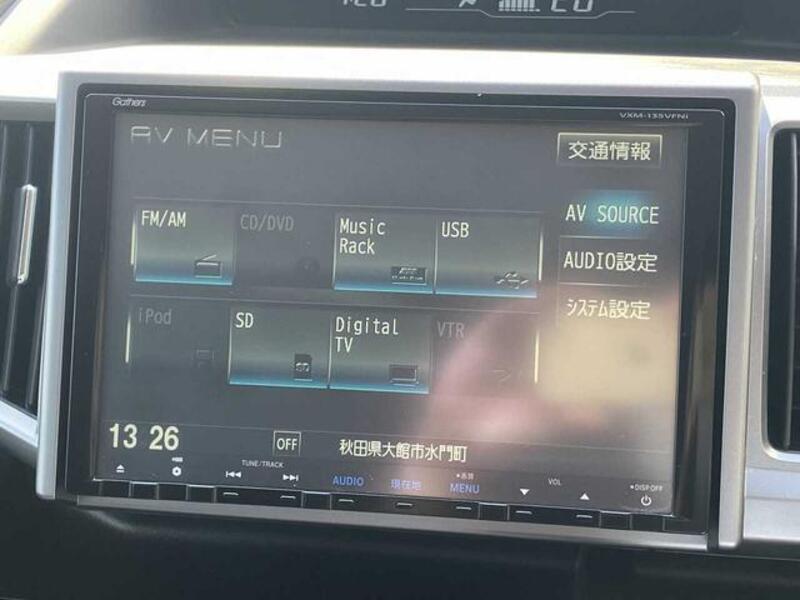 Gathers
VXM-135VFNi
AV MENU
交通情報
FM/AM
CD/DVD
Music
Rack
USB
AV SOURCE
AUDIO設定
システム設定
iPod
SD
SD
Digital
TV
VTR
13 26
OFF
秋田県大館市水門町
TUNE/TRACK
AUDIO
現在地
MENU
VOL
DISP OFF